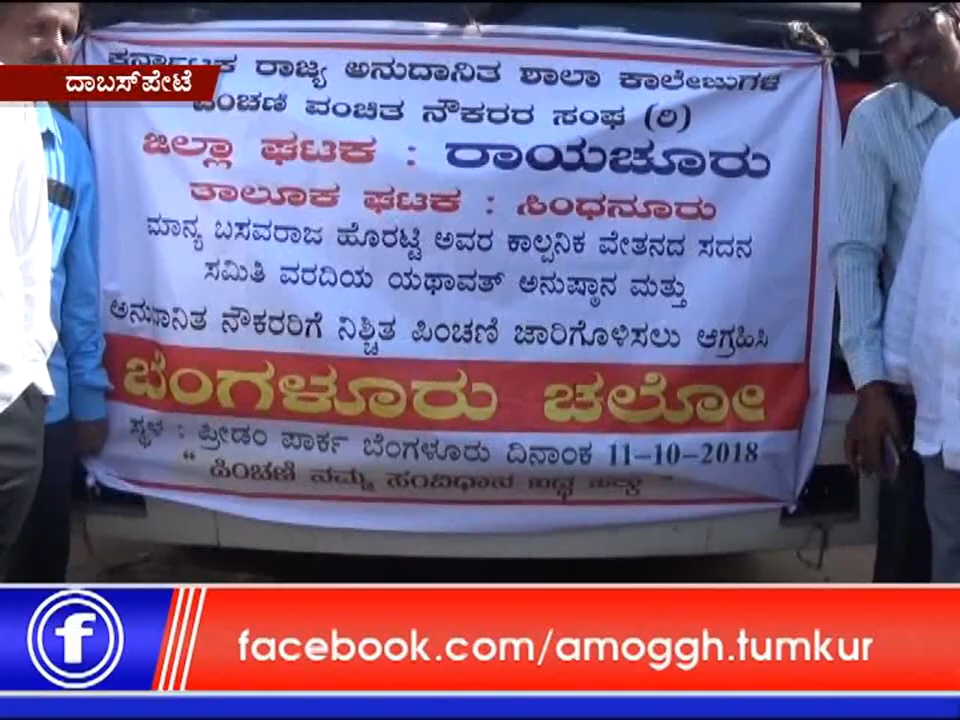 ದಾಬಸ್‌ಪೇಟೆ
ಕರ್ನಾಟಕ ರಾಜ್ಯ ಅನುದಾನಿತ ಶಾಲಾ ಕಾಲೇಜುಗಳ
ಪಿಂಚಣಿ ವಂಚಿತ ನೌಕರರ ಸಂಘ (ರಿ)
ಜಿಲ್ಲಾ ಘಟಕ : ರಾಯಚೂರು
ತಾಲೂಕ ಘಟಕ : ಸಿಂಧನೂರು
ಮಾನ್ಯ ಬಸವರಾಜ ಹೊರಟ್ಟಿ ಅವರ ಕಾಲ್ಪನಿಕ ವೇತನದ ಸದನ
ಸಮಿತಿ ವರದಿಯ ಯಥಾವತ್ ಅನುಷ್ಠಾನ ಮತ್ತು
ಅನುದಾನಿತ ನೌಕರರಿಗೆ ನಿಶ್ಚಿತ ಪಿಂಚಣಿ ಜಾರಿಗೊಳಿಸಲು ಆಗ್ರಹಿಸಿ
ಬೆಂಗಳೂರು ಚಲೋ
ಸ್ಥಳ : ಫ್ರೀಡಂ ಪಾರ್ಕ ಬೆಂಗಳೂರು ದಿನಾಂಕ 11-10-2018
" ಪಿಂಚಣಿ ನಮ್ಮ ಸಂವಿಧಾನ ಬದ್ಧ ಹಕ್ಕು "
facebook.com/amoggh.tumkur